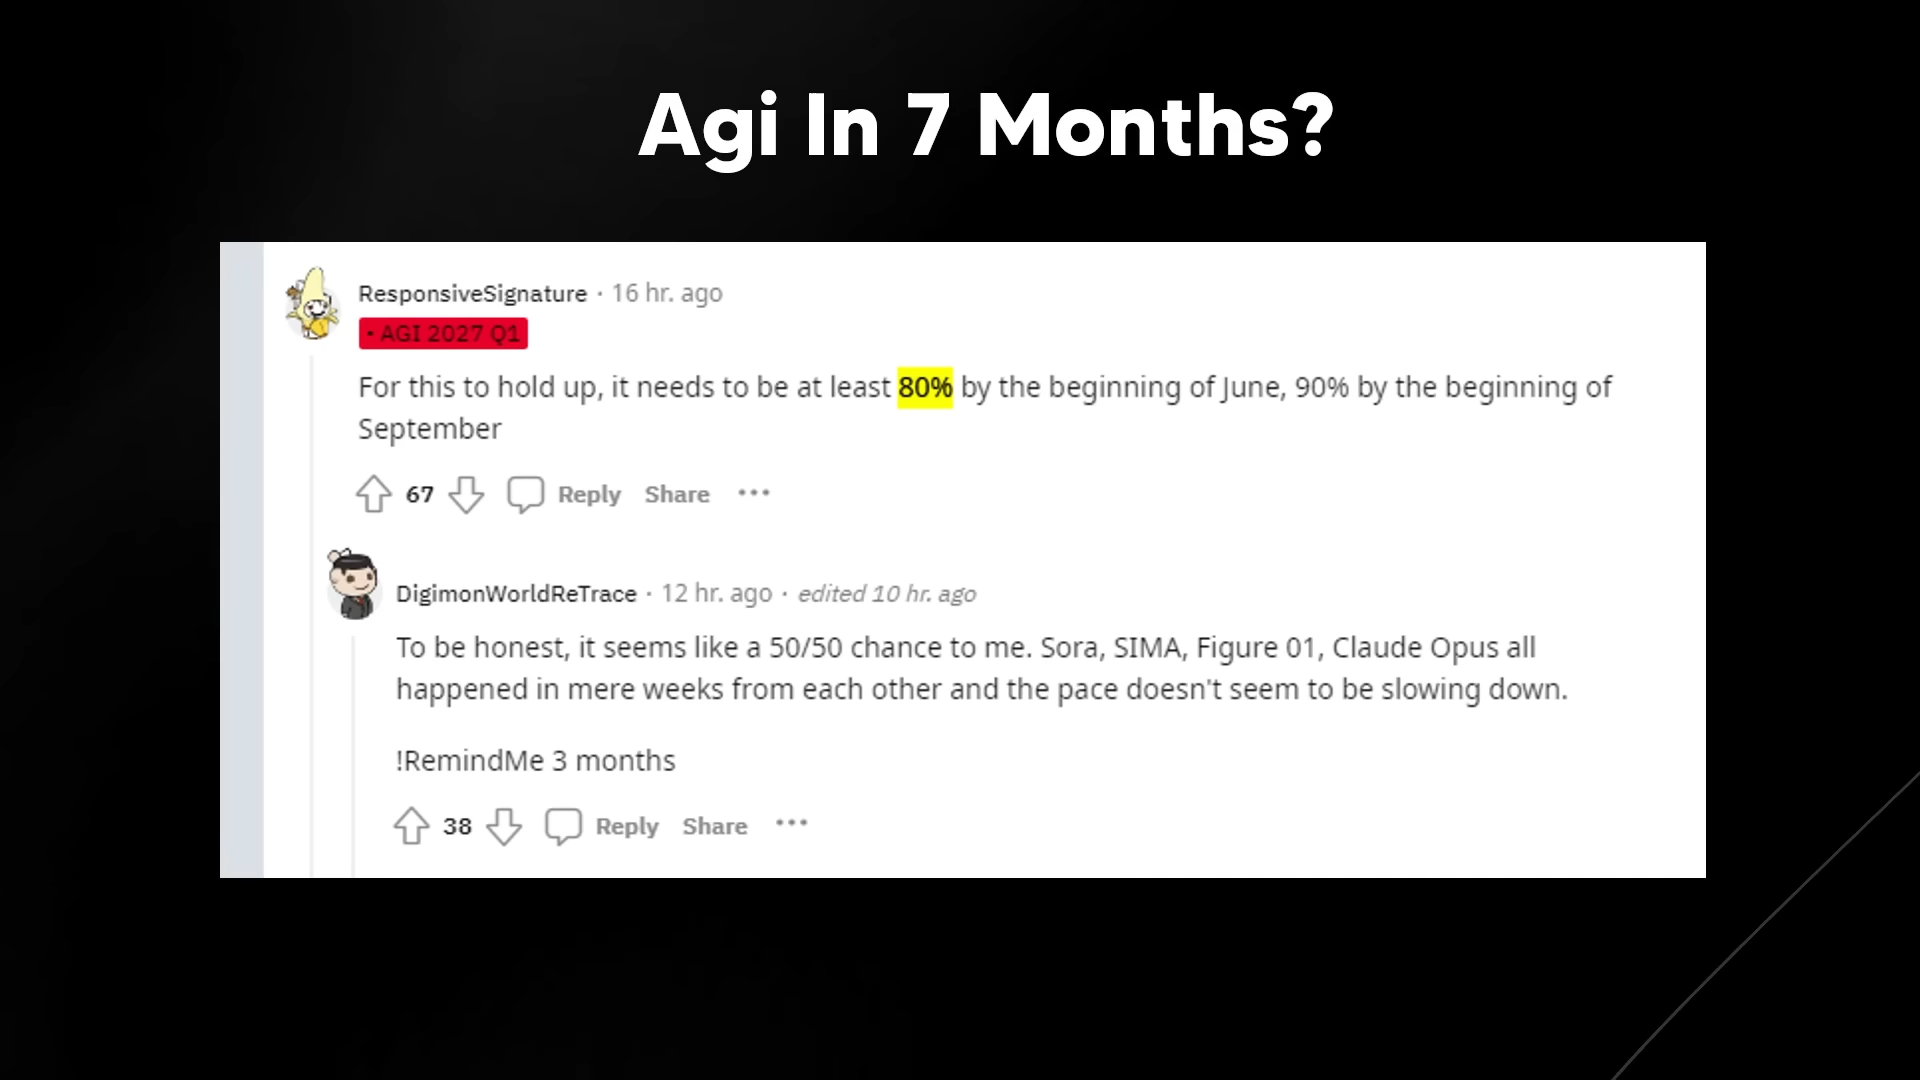 Agi In 7 Months?
ResponsiveSignature · 16 hr. ago
· AGI 2027 Q1
For this to hold up, it needs to be at least 80% by the beginning of June, 90% by the beginning of
September
67 Reply Share ···
DigimonWorldReTrace · 12 hr. ago · edited 10 hr. ago
To be honest, it seems like a 50/50 chance to me. Sora, SIMA, Figure 01, Claude Opus all
happened in mere weeks from each other and the pace doesn't seem to be slowing down.
!RemindMe 3 months
38 Reply Share ···